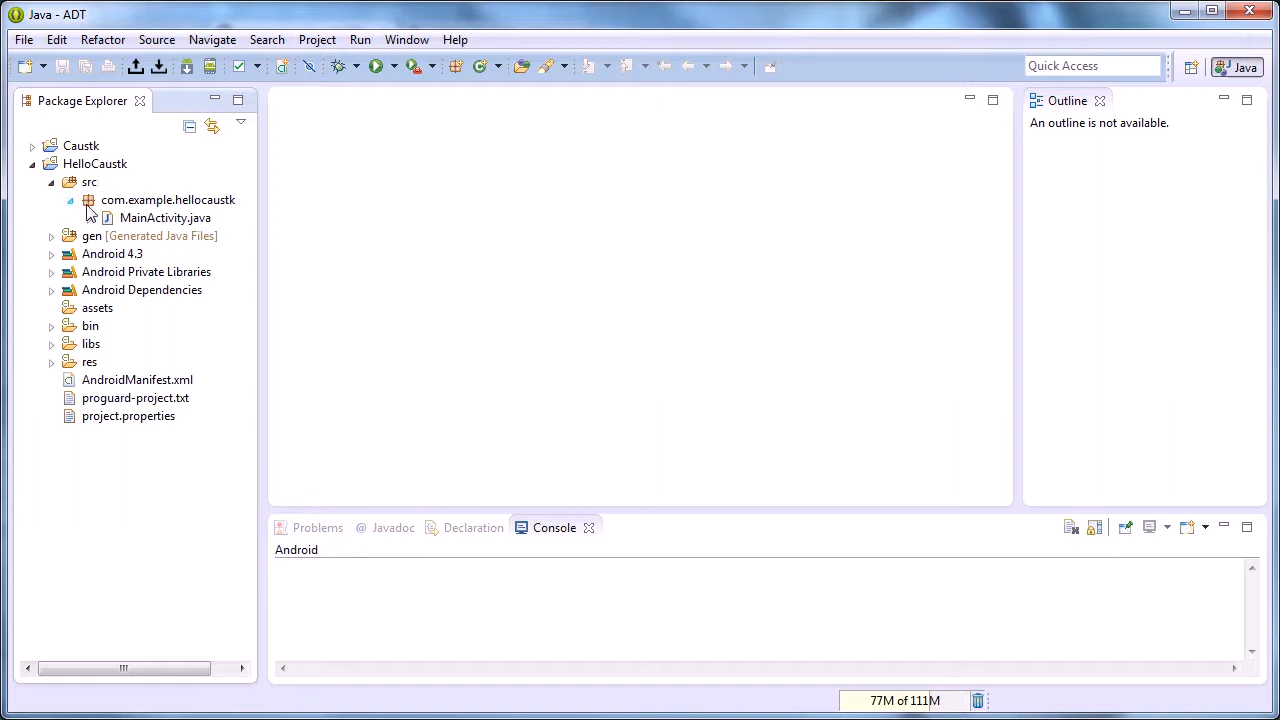 Java - ADT
File Edit Refactor Source Navigate Search Project Run Window Help
Quick Access
Java
Package Explorer
Caustk
HelloCaustk
src
com.example.hellocaustk
MainActivity.java
gen [Generated Java Files]
Android 4.3
Android Private Libraries
Android Dependencies
assets
bin
libs
res
AndroidManifest.xml
proguard-project.txt
project.properties
Outline
An outline is not available.
Problems @ Javadoc Declaration Console
Android
77M of 111M